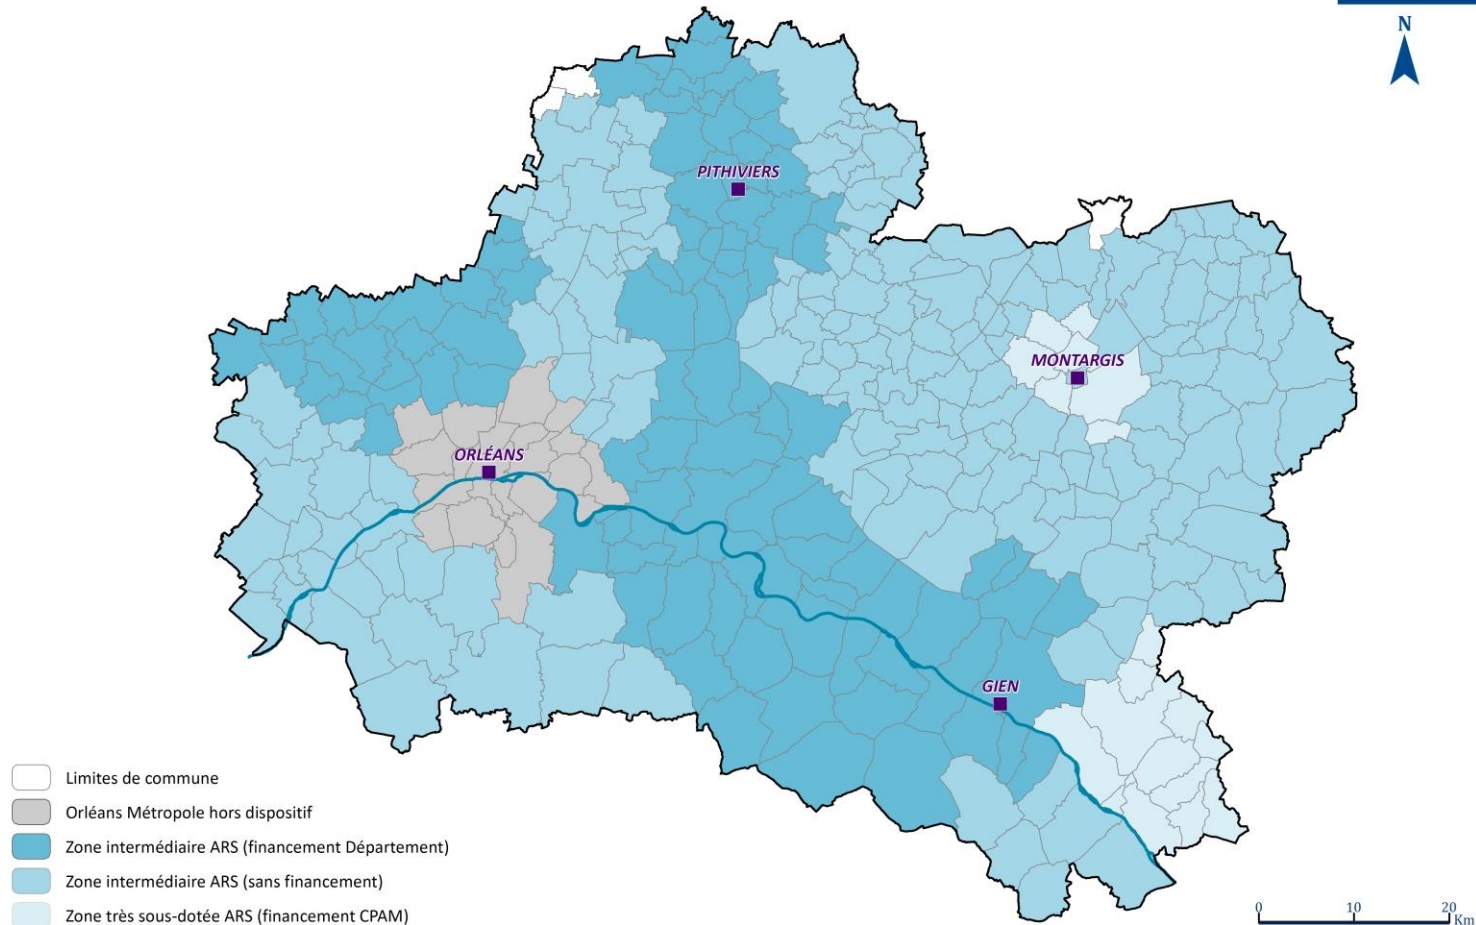 N
PITHIVIERS
MONTARGIS
ORLÉANS
GIEN
Limites de commune
Orléans Métropole hors dispositif
Zone intermédiaire ARS (financement Département)
Zone intermédiaire ARS (sans financement)
Zone très sous-dotée ARS (financement CPAM)
0 10 20
Km